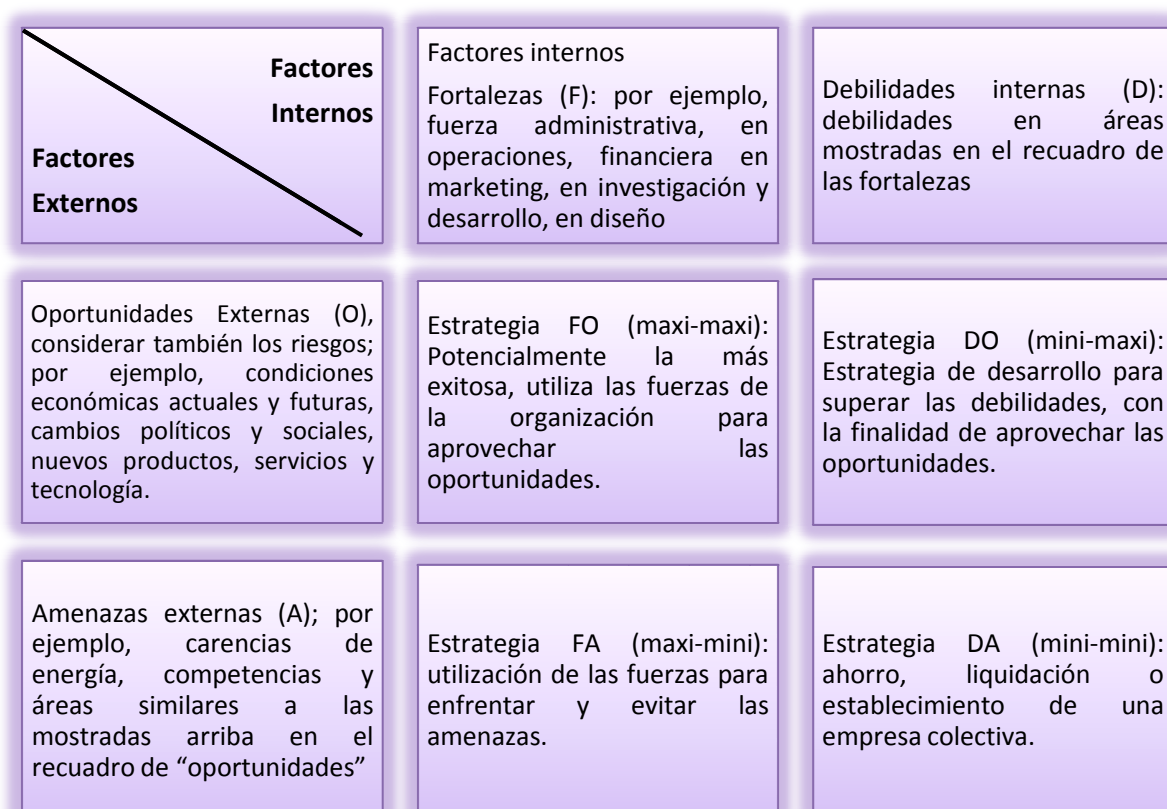 Factores
Internos
Factores
Externos
Factores internos
Fortalezas (F): por ejemplo,
fuerza administrativa, en
operaciones, financiera en
marketing, en investigación y
desarrollo, en diseño
Debilidades internas (D):
debilidades en áreas
mostradas en el recuadro de
las fortalezas
Oportunidades Externas (O),
considerar también los riesgos;
por ejemplo, condiciones
económicas actuales y futuras,
cambios políticos y sociales,
nuevos productos, servicios y
tecnología.
Estrategia FO (maxi-maxi):
Potencialmente la más
exitosa, utiliza las fuerzas de
la organización para
aprovechar las
oportunidades.
Estrategia DO (mini-maxi):
Estrategia de desarrollo para
superar las debilidades, con
la finalidad de aprovechar las
oportunidades.
Amenazas externas (A); por
ejemplo, carencias de
energía, competencias y
áreas similares a las
mostradas arriba en el
recuadro de “oportunidades”
Estrategia FA (maxi-mini):
utilización de las fuerzas para
enfrentar y evitar las
amenazas.
Estrategia DA (mini-mini):
ahorro, liquidación o
establecimiento de una
empresa colectiva.